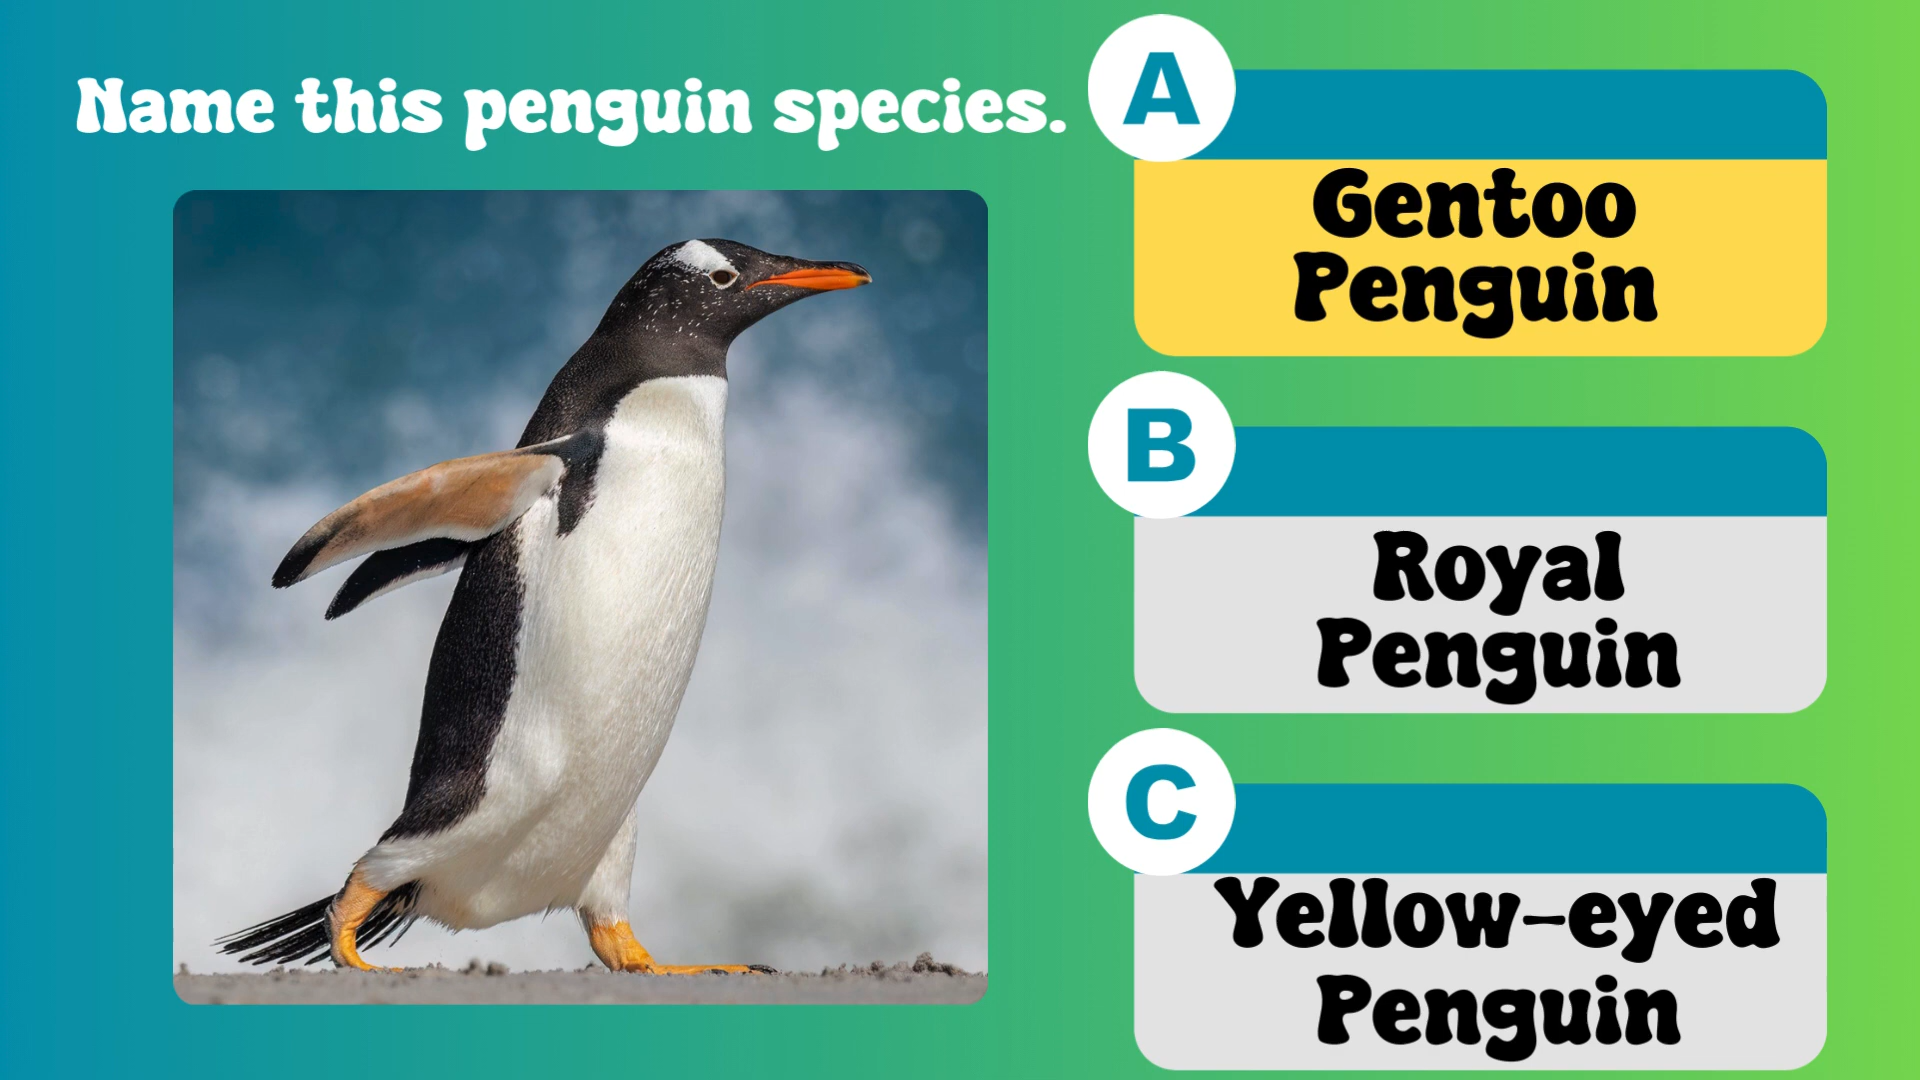 Name this penguin species.
A
Gentoo
Penguin
B
Royal
Penguin
C
Yellow-eyed
Penguin